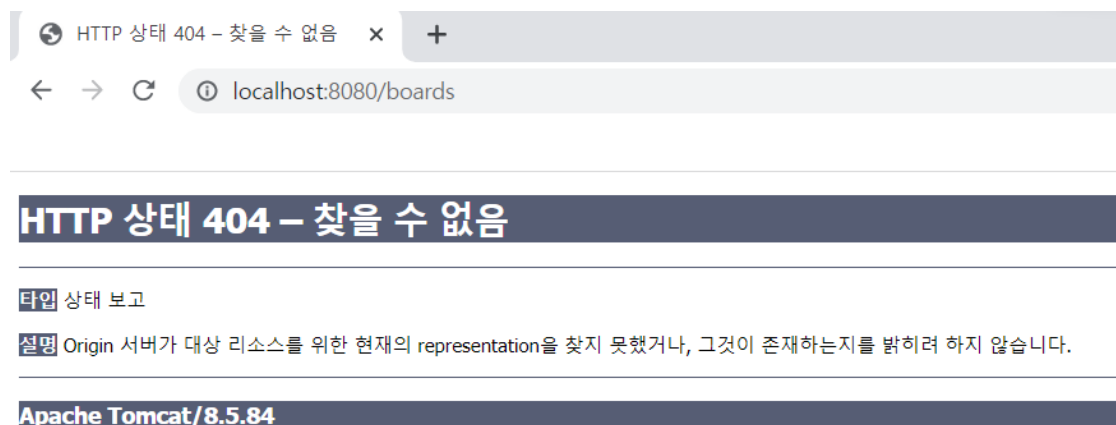 HTTP 상태 404 – 찾을 수 없음
localhost:8080/boards
HTTP 상태 404 – 찾을 수 없음
타입 상태 보고
설명 Origin 서버가 대상 리소스를 위한 현재의 representation을 찾지 못했거나, 그것이 존재하는지를 밝히려 하지 않습니다.
Apache Tomcat/8.5.84